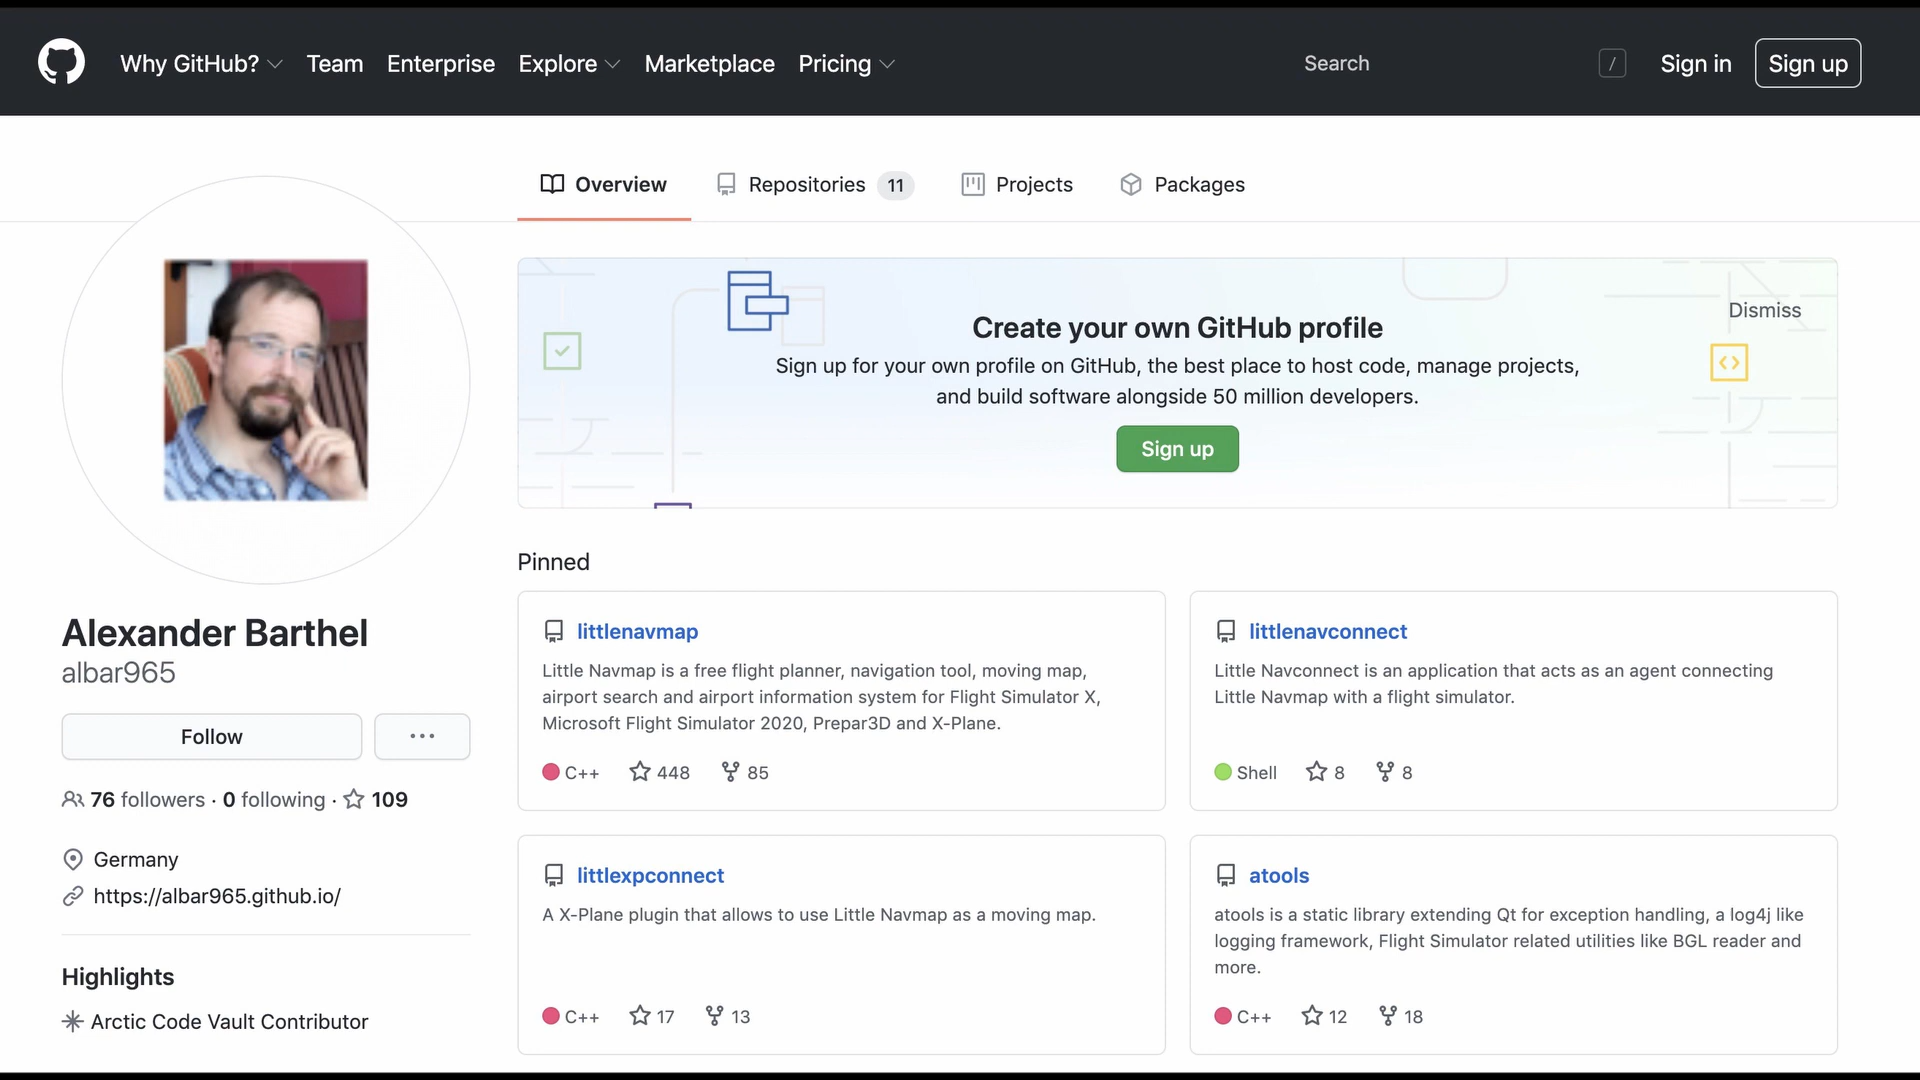 Why GitHub? Team Enterprise Explore Marketplace Pricing Search / Sign in Sign up
Overview Repositories 11 Projects Packages
Dismiss
Create your own GitHub profile
Sign up for your own profile on GitHub, the best place to host code, manage projects,
and build software alongside 50 million developers.
Sign up
Alexander Barthel
albar965
Follow ...
76 followers · 0 following · 109
Germany
https://albar965.github.io/
Highlights
Arctic Code Vault Contributor
Pinned
littlenavmap
Little Navmap is a free flight planner, navigation tool, moving map,
airport search and airport information system for Flight Simulator X,
Microsoft Flight Simulator 2020, Prepar3D and X-Plane.
C++ 448 85
littlenavconnect
Little Navconnect is an application that acts as an agent connecting
Little Navmap with a flight simulator.
Shell 8 8
littlexpconnect
A X-Plane plugin that allows to use Little Navmap as a moving map.
C++ 17 13
atools
atools is a static library extending Qt for exception handling, a log4j like
logging framework, Flight Simulator related utilities like BGL reader and
more.
C++ 12 18